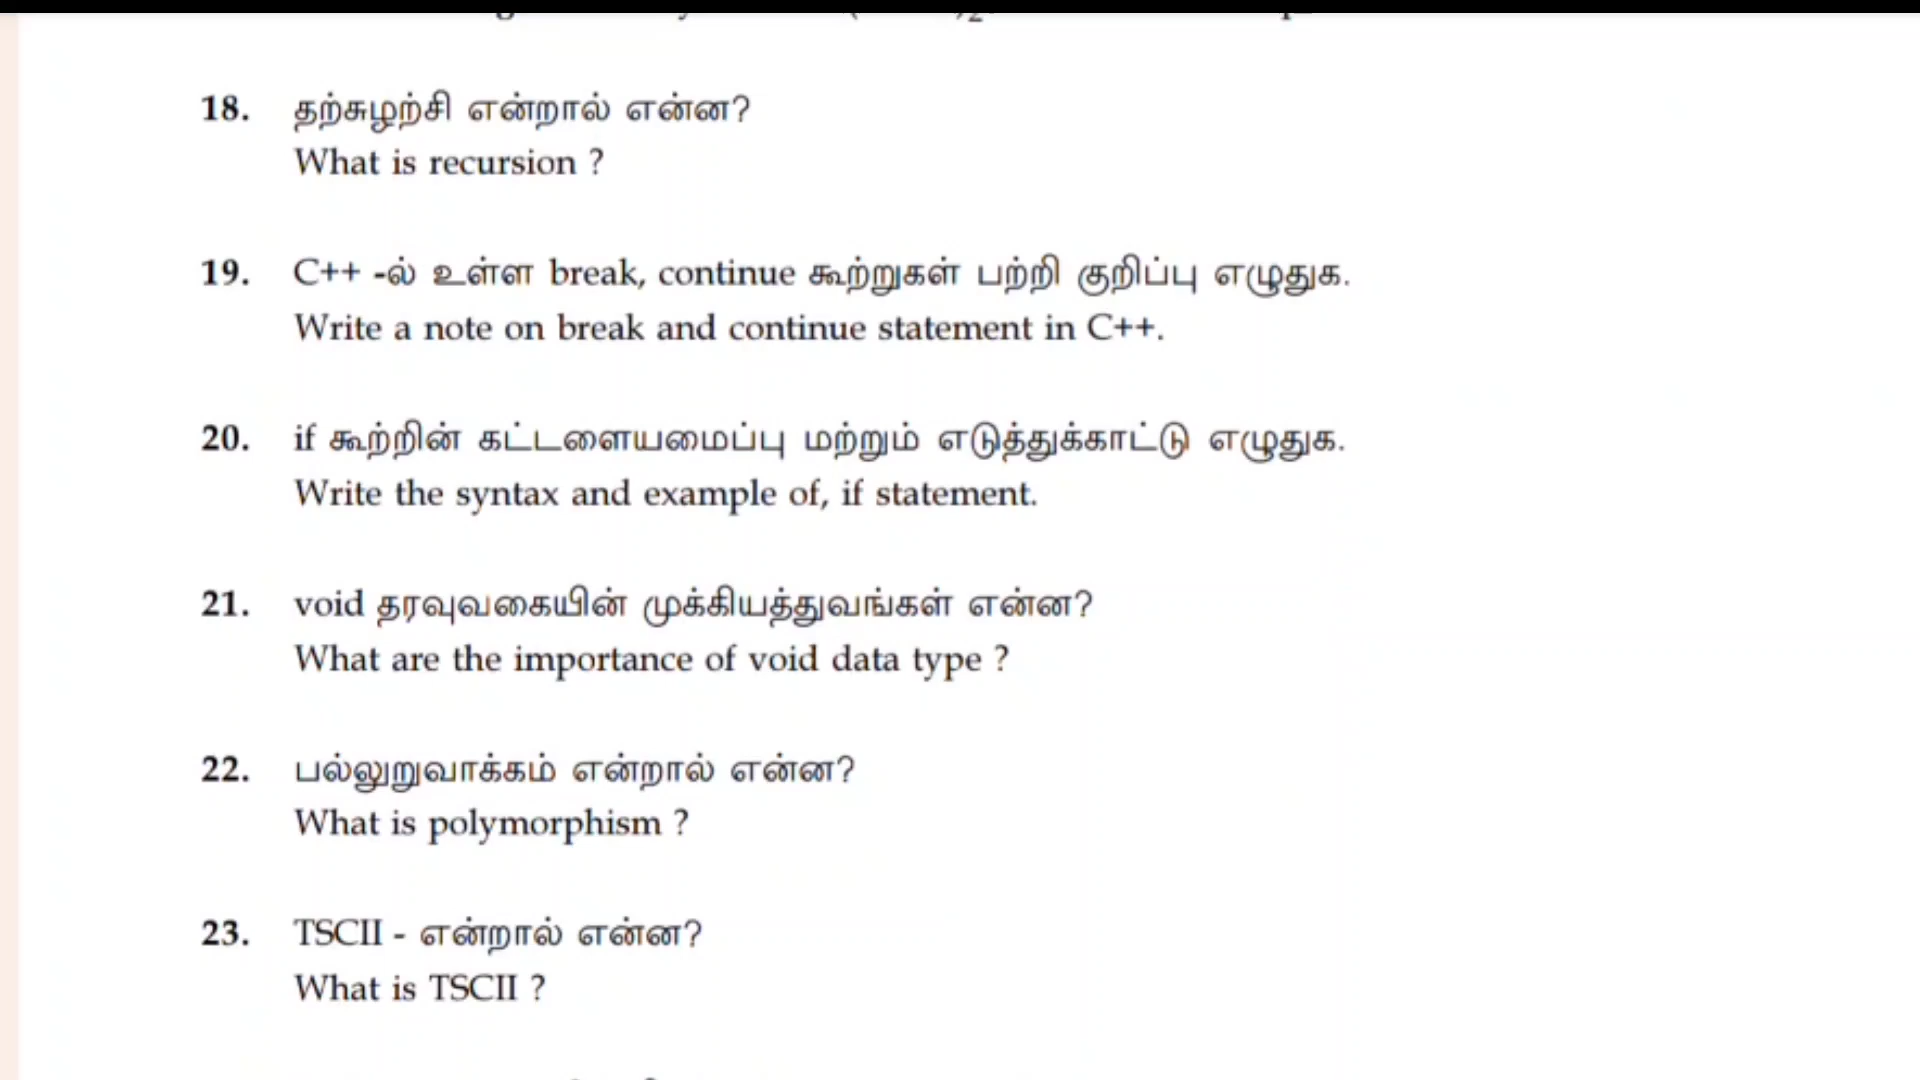 18. தற்சுழற்சி என்றால் என்ன?
What is recursion ?
19. C++ -ல் உள்ள break, continue கூற்றுகள் பற்றி குறிப்பு எழுதுக.
Write a note on break and continue statement in C++.
20. if கூற்றின் கட்டளையமைப்பு மற்றும் எடுத்துக்காட்டு எழுதுக.
Write the syntax and example of, if statement.
21. void தரவுவகையின் முக்கியத்துவங்கள் என்ன?
What are the importance of void data type ?
22. பல்லுறுவாக்கம் என்றால் என்ன?
What is polymorphism ?
23. TSCII - என்றால் என்ன?
What is TSCII ?